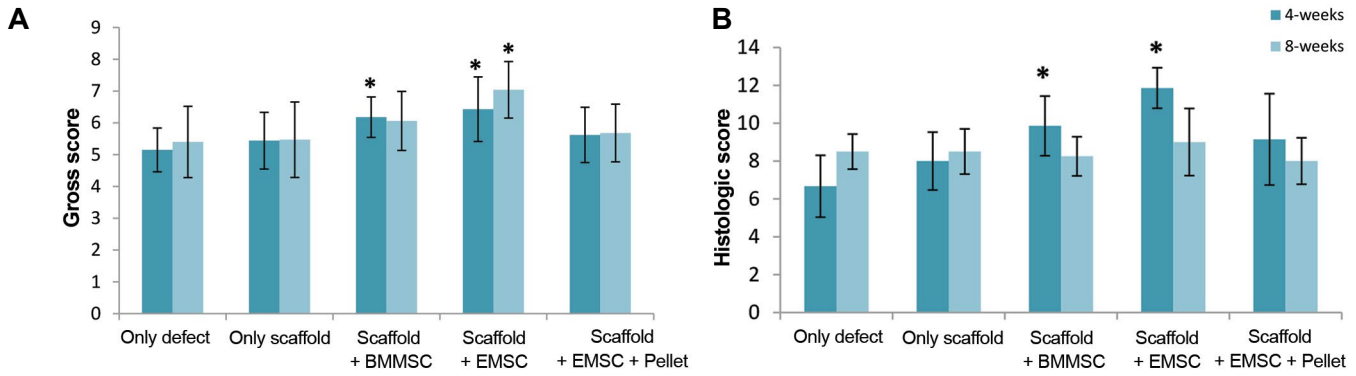 A
Gross score
9
8
7
6
5
4
3
2
1
0
*
*
*
Only defect
Only scaffold
Scaffold
+ BMMSC
Scaffold
+ EMSC
Scaffold
+ EMSC + Pellet
B
4-weeks
8-weeks
Histologic score
14
12
10
8
6
4
2
0
*
*
Only defect
Only scaffold
Scaffold
+ BMMSC
Scaffold
+ EMSC
Scaffold
+ EMSC + Pellet